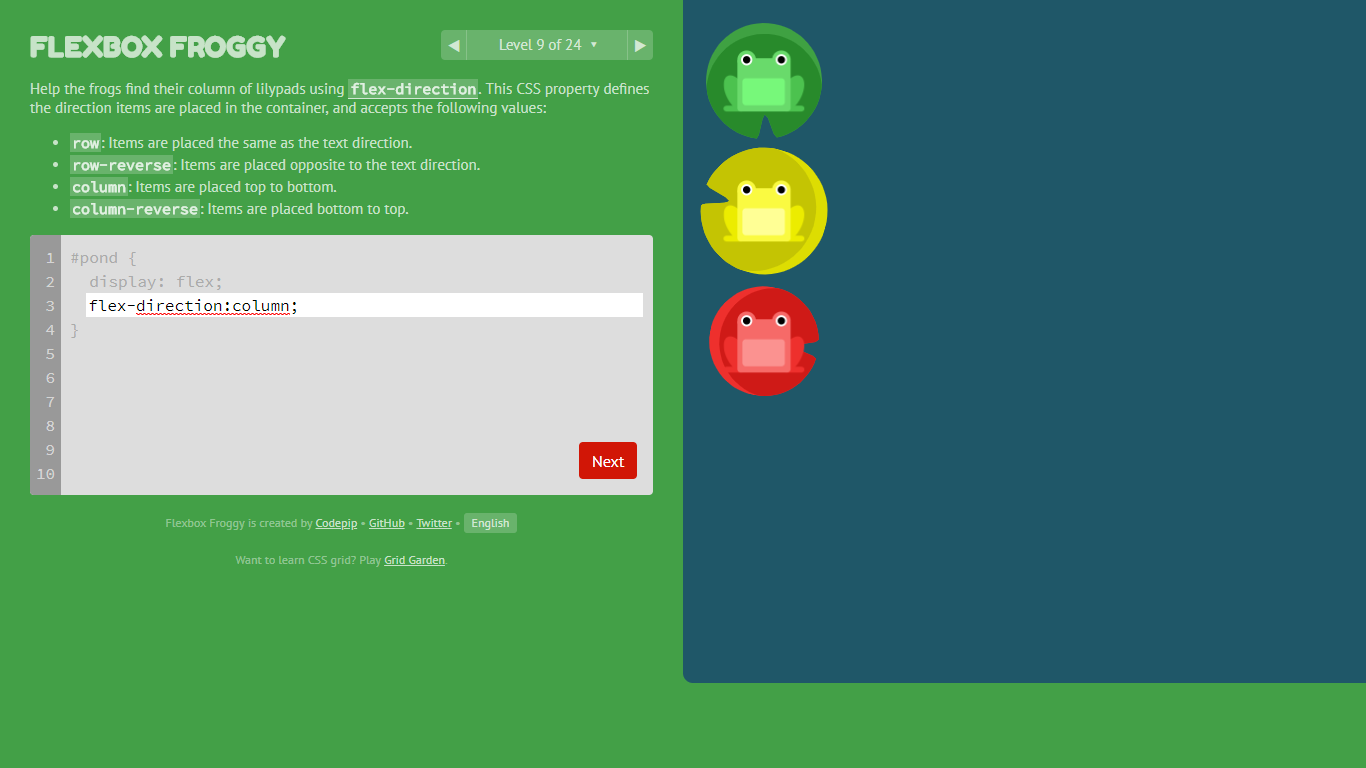 FLEXBOX FROGGY
◀ Level 9 of 24 ▼ ▶
Help the frogs find their column of lilypads using flex-direction. This CSS property defines
the direction items are placed in the container, and accepts the following values:
• row: Items are placed the same as the text direction.
• row-reverse: Items are placed opposite to the text direction.
• column: Items are placed top to bottom.
• column-reverse: Items are placed bottom to top.
1 #pond {
2 display: flex;
3 flex-direction:column;
4 }
5
6
7
8
9
10
Next
Flexbox Froggy is created by Codepip • GitHub • Twitter • English
Want to learn CSS grid? Play Grid Garden.